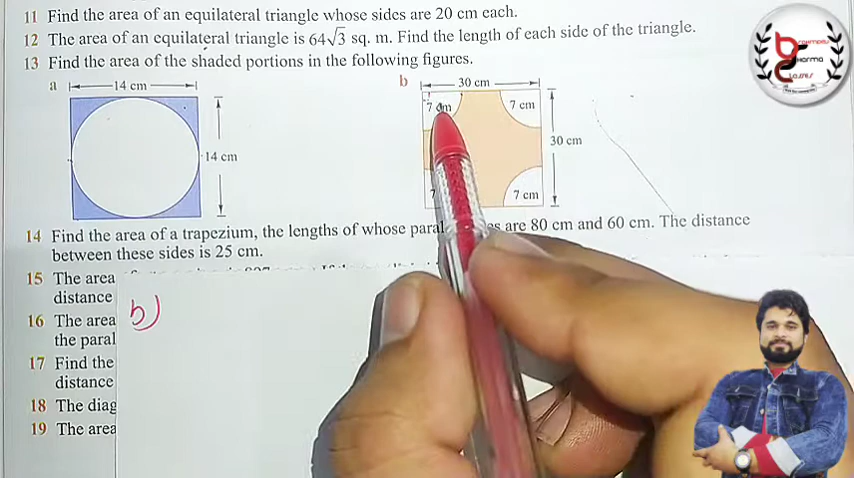 11 Find the area of an equilateral triangle whose sides are 20 cm each.
12 The area of an equilateral triangle is 64√3 sq. m. Find the length of each side of the triangle.
13 Find the area of the shaded portions in the following figures.
a
14 cm
14 cm
b
30 cm
7 cm
7 cm
30 cm
7
7 cm
14 Find the area of a trapezium, the lengths of whose paral es are 80 cm and 60 cm. The distance
between these sides is 25 cm.
15 The area
distance
16 The area
the paral
17 Find the
distance
18 The diag
19 The area
b)